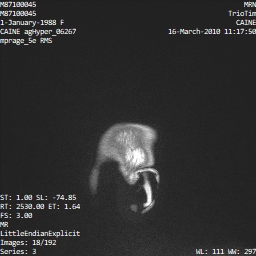 M87100045
MRN
M87100045
TrioTim
1-January-1988 F
CAINE
CAINE agHyper_06267
16-March-2010 11:17:50
mprage_5e RMS
ST: 1.00 SL: -74.85
RT: 2530.00 ET: 1.64
FS: 3.00
MR
LittleEndianExplicit
Images: 18/192
Series: 3
WL: 111 WW: 297